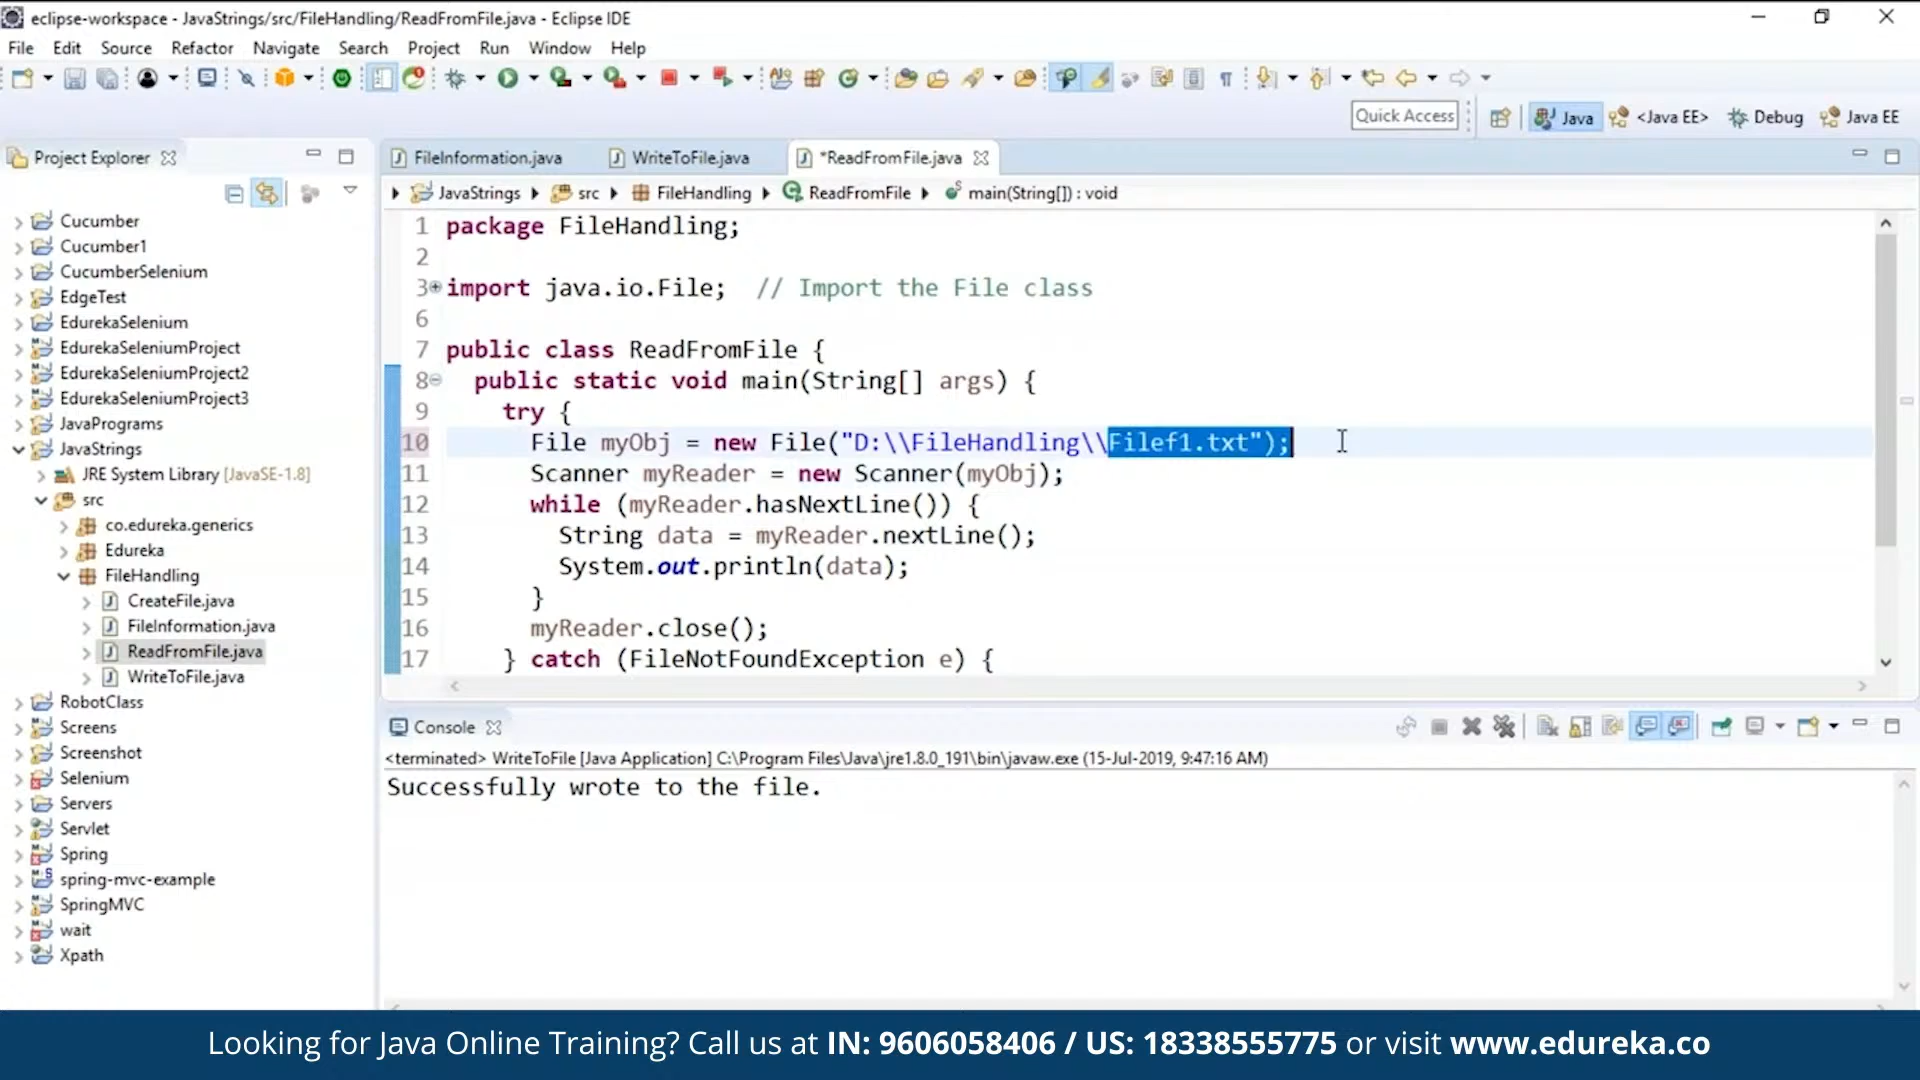 eclipse-workspace - JavaStrings/src/FileHandling/ReadFromFile.java - Eclipse IDE
File Edit Source Refactor Navigate Search Project Run Window Help
Quick Access Java <Java EE> Debug Java EE
Project Explorer
Cucumber
Cucumber1
CucumberSelenium
EdgeTest
EdurekaSelenium
EdurekaSeleniumProject
EdurekaSeleniumProject2
EdurekaSeleniumProject3
JavaPrograms
JavaStrings
JRE System Library [JavaSE-1.8]
src
co.edureka.generics
Edureka
FileHandling
CreateFile.java
FileInformation.java
ReadFromFile.java
WriteToFile.java
RobotClass
Screens
Screenshot
Selenium
Servers
Servlet
Spring
spring-mvc-example
SpringMVC
wait
Xpath
FileInformation.java WriteToFile.java *ReadFromFile.java
JavaStrings src FileHandling ReadFromFile main(String[]) : void
1 package FileHandling;
2
3 import java.io.File; // Import the File class
6
7 public class ReadFromFile {
8 public static void main(String[] args) {
9 try {
10 File myObj = new File("D:\\FileHandling\\Filef1.txt");
11 Scanner myReader = new Scanner(myObj);
12 while (myReader.hasNextLine()) {
13 String data = myReader.nextLine();
14 System.out.println(data);
15 }
16 myReader.close();
17 } catch (FileNotFoundException e) {
Console
<terminated> WriteToFile [Java Application] C:\Program Files\Java\jre1.8.0_191\bin\javaw.exe (15-Jul-2019, 9:47:16 AM)
Successfully wrote to the file.
Looking for Java Online Training? Call us at IN: 9606058406 / US: 18338555775 or visit www.edureka.co